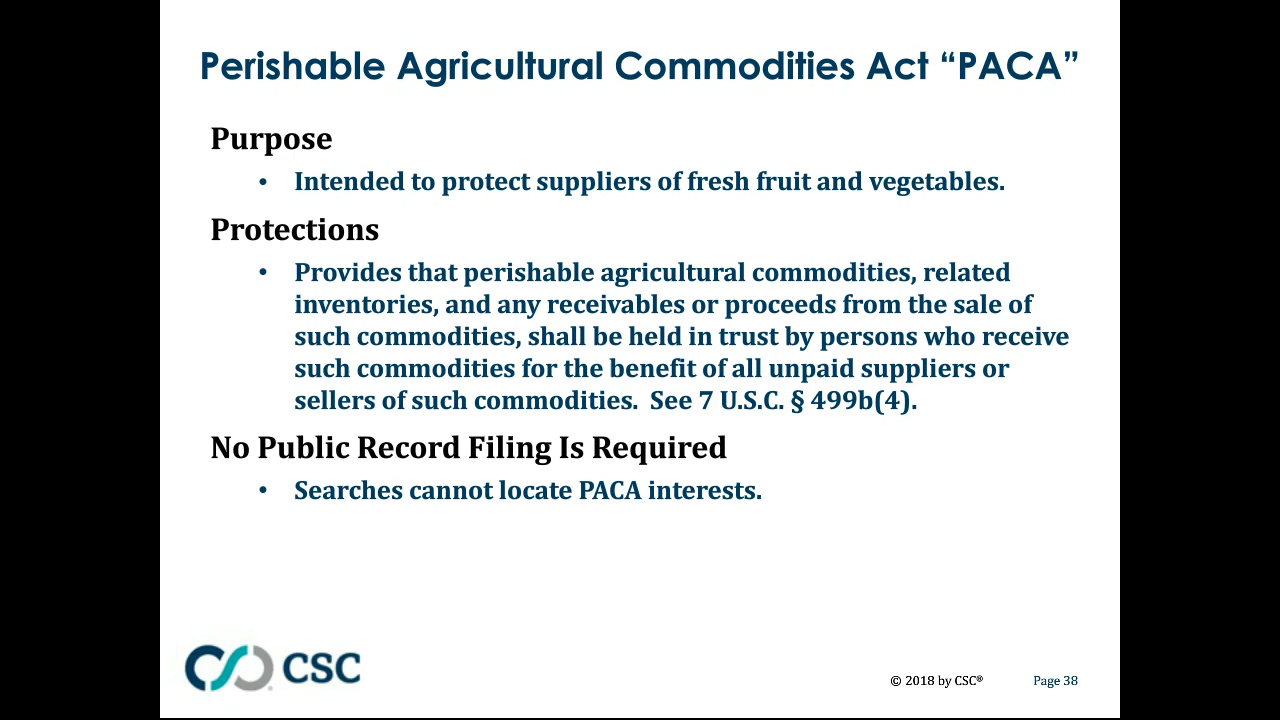 Perishable Agricultural Commodities Act “PACA”
Purpose
• Intended to protect suppliers of fresh fruit and vegetables.
Protections
• Provides that perishable agricultural commodities, related
inventories, and any receivables or proceeds from the sale of
such commodities, shall be held in trust by persons who receive
such commodities for the benefit of all unpaid suppliers or
sellers of such commodities.  See 7 U.S.C. § 499b(4).
No Public Record Filing Is Required
• Searches cannot locate PACA interests.
CSC
© 2018 by CSC® Page 38